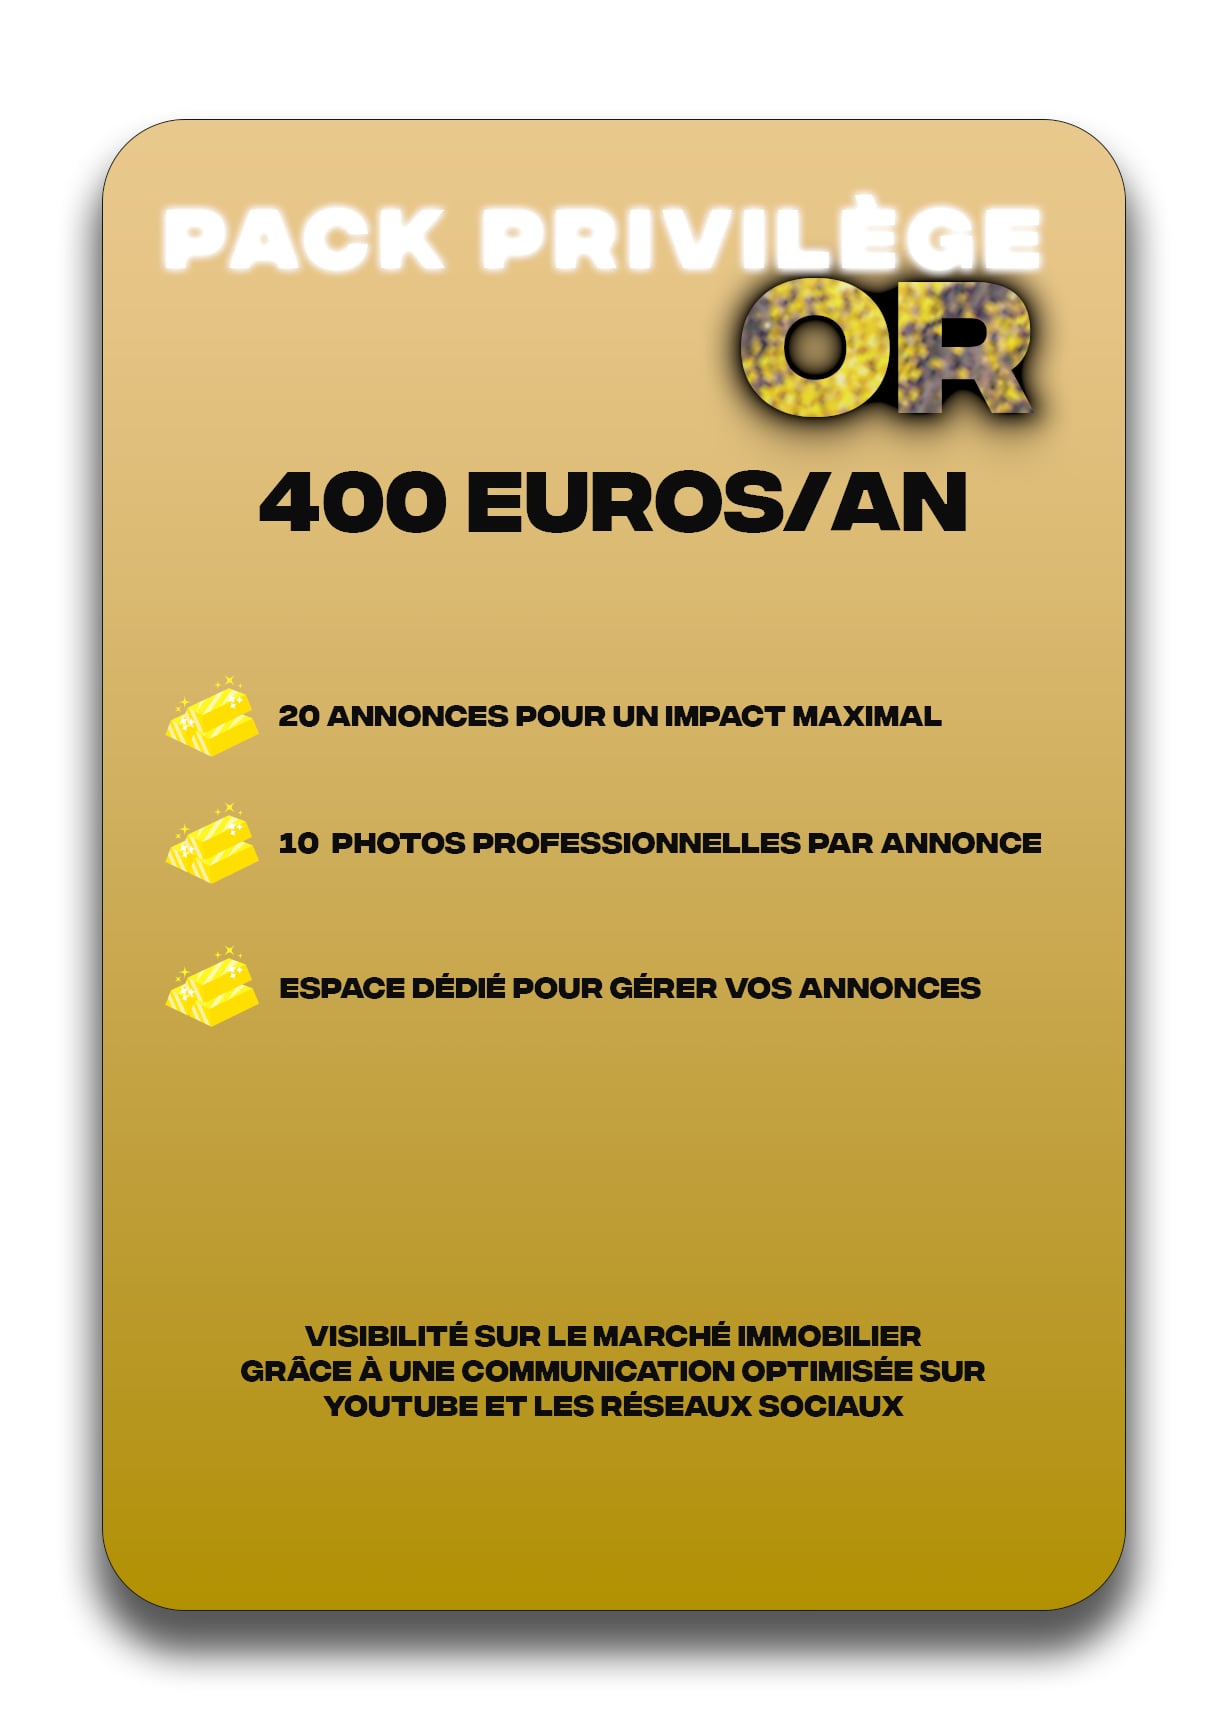 PACK PRIVILÈGE
OR
400 EUROS/AN
20 ANNONCES POUR UN IMPACT MAXIMAL
10 PHOTOS PROFESSIONNELLES PAR ANNONCE
ESPACE DÉDIÉ POUR GÉRER VOS ANNONCES
VISIBILITÉ SUR LE MARCHÉ IMMOBILIER
GRÂCE À UNE COMMUNICATION OPTIMISÉE SUR
YOUTUBE ET LES RÉSEAUX SOCIAUX